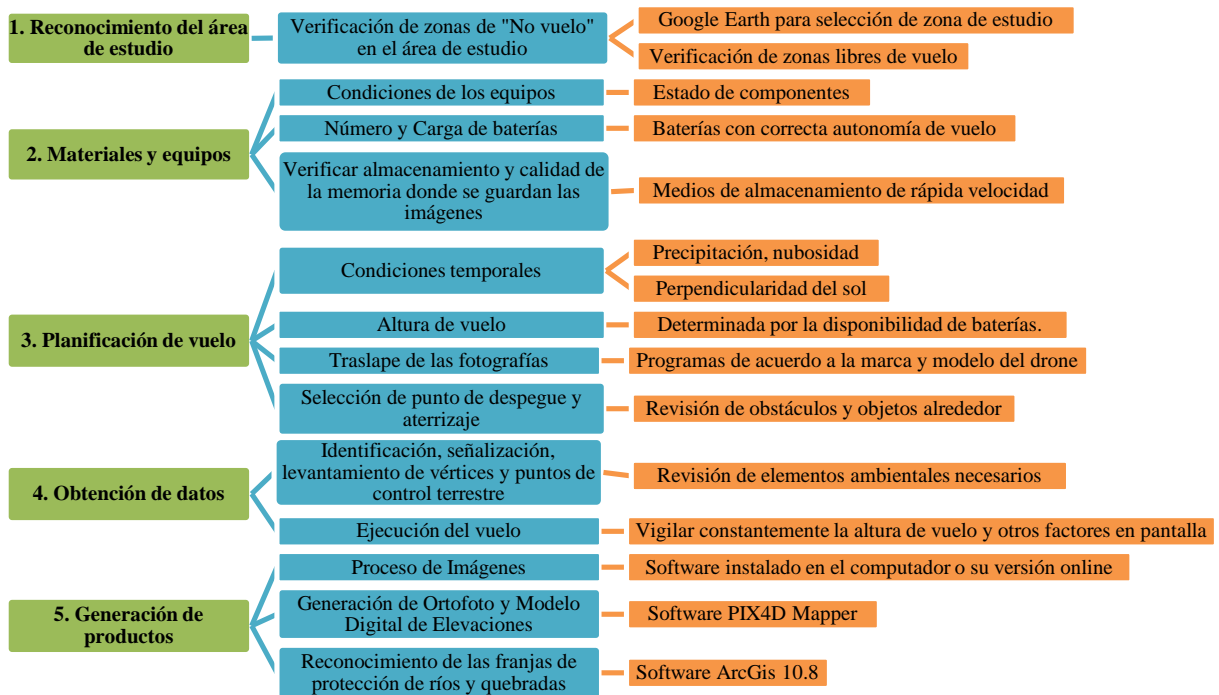 1. Reconocimiento del área
de estudio
Verificación de zonas de "No vuelo"
en el área de estudio
Google Earth para selección de zona de estudio
Verificación de zonas libres de vuelo
2. Materiales y equipos
Condiciones de los equipos
Estado de componentes
Número y Carga de baterías
Baterías con correcta autonomía de vuelo
Verificar almacenamiento y calidad de
la memoria donde se guardan las
imágenes
Medios de almacenamiento de rápida velocidad
3. Planificación de vuelo
Condiciones temporales
Precipitación, nubosidad
Perpendicularidad del sol
Altura de vuelo
Determinada por la disponibilidad de baterías.
Traslape de las fotografías
Programas de acuerdo a la marca y modelo del drone
Selección de punto de despegue y
aterrizaje
Revisión de obstáculos y objetos alrededor
4. Obtención de datos
Identificación, señalización,
levantamiento de vértices y puntos de
control terrestre
Revisión de elementos ambientales necesarios
Ejecución del vuelo
Vigilar constantemente la altura de vuelo y otros factores en pantalla
5. Generación de
productos
Proceso de Imágenes
Software instalado en el computador o su versión online
Generación de Ortofoto y Modelo
Digital de Elevaciones
Software PIX4D Mapper
Reconocimiento de las franjas de
protección de ríos y quebradas
Software ArcGis 10.8